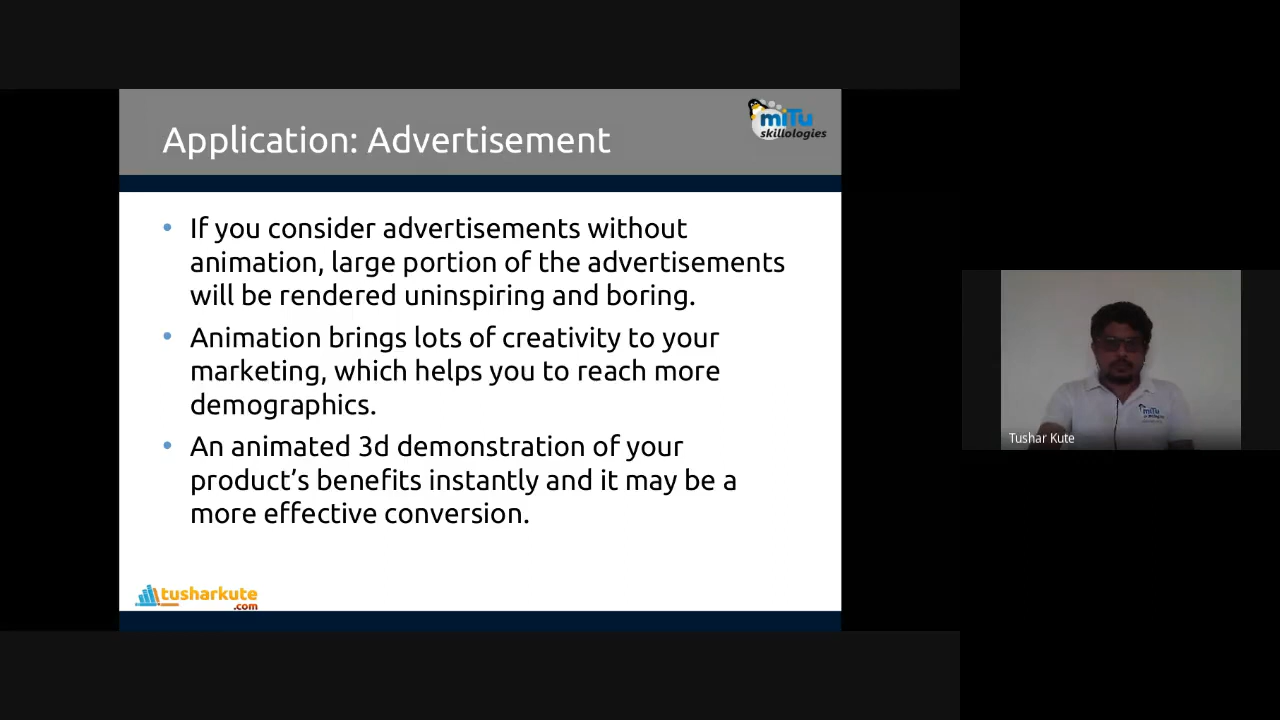 Application: Advertisement
miTu
skillologies
If you consider advertisements without
animation, large portion of the advertisements
will be rendered uninspiring and boring.
Animation brings lots of creativity to your
marketing, which helps you to reach more
demographics.
An animated 3d demonstration of your
product’s benefits instantly and it may be a
more effective conversion.
tusharkute
.com
miTu
Tushar Kute